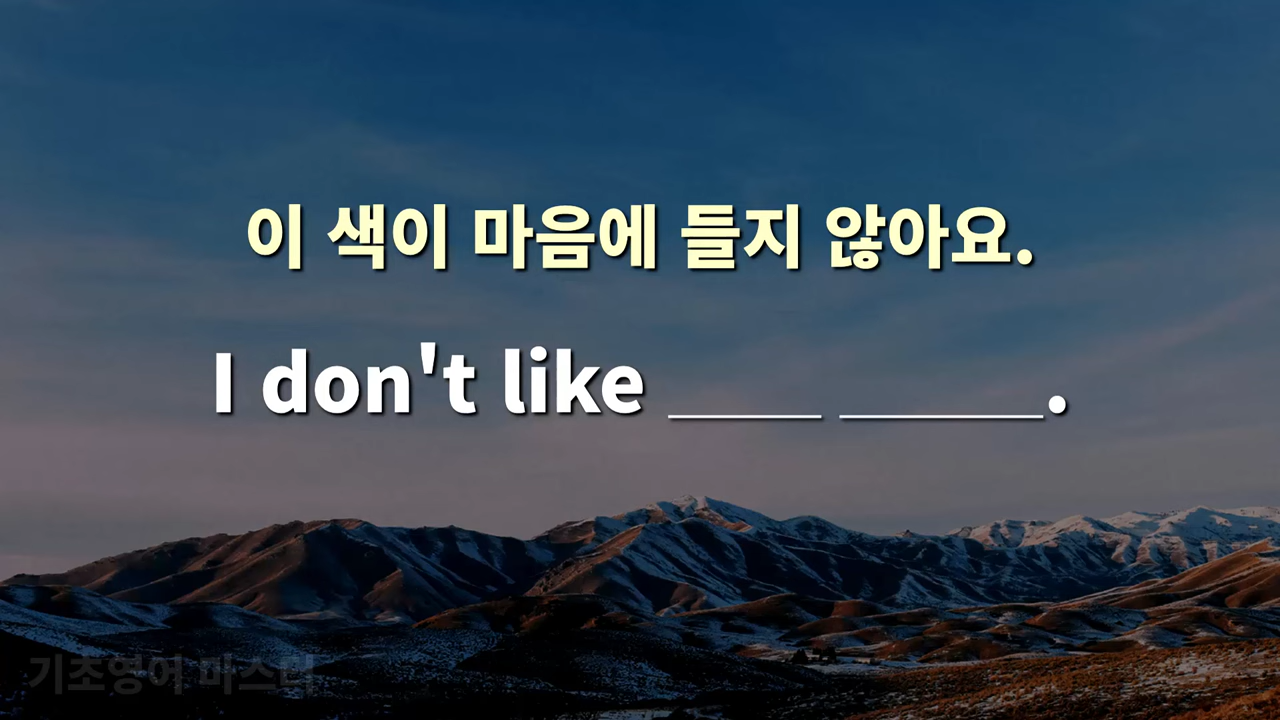 이 색이 마음에 들지 않아요.
I don't like ____ _____.
기초영어 마스터